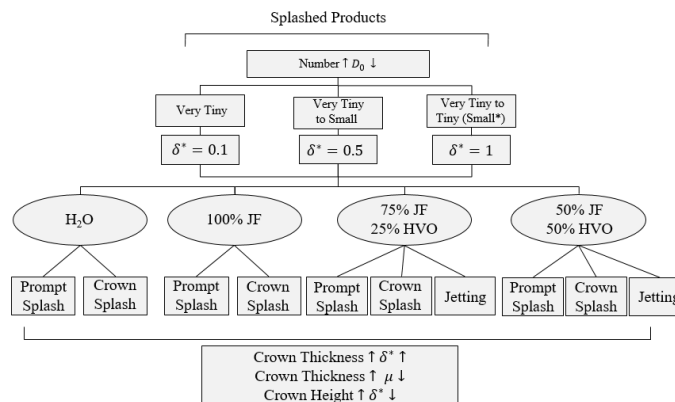 Splashed Products
Number ↑ D₀ ↓
Very Tiny
Very Tiny
to Small
Very Tiny to
Tiny (Small*)
δ* = 0.1
δ* = 0.5
δ* = 1
H₂O
100% JF
75% JF
25% HVO
50% JF
50% HVO
Prompt
Splash
Crown
Splash
Prompt
Splash
Crown
Splash
Prompt
Splash
Crown
Splash
Jetting
Prompt
Splash
Crown
Splash
Jetting
Crown Thickness ↑ δ* ↑
Crown Thickness ↑ μ ↓
Crown Height ↑ δ* ↓